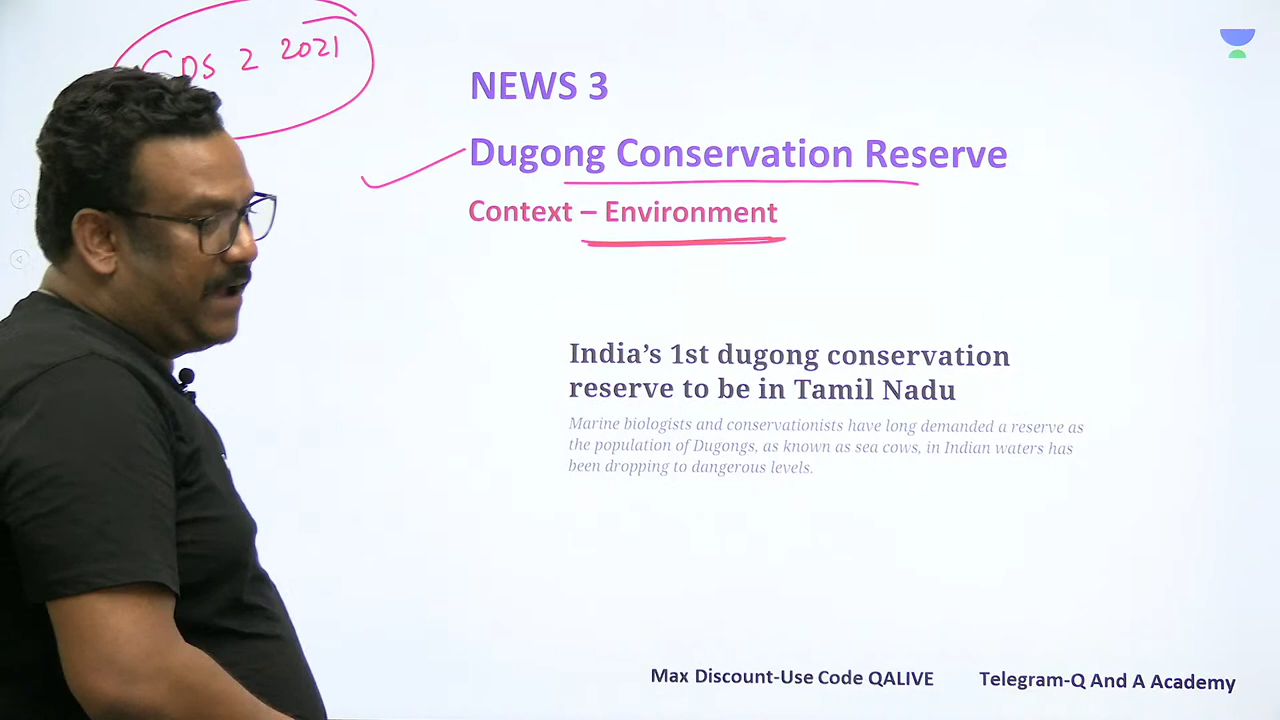 CDS 2 2021
NEWS 3
Dugong Conservation Reserve
Context – Environment
India's 1st dugong conservation
reserve to be in Tamil Nadu
Marine biologists and conservationists have long demanded a reserve as
the population of Dugongs, as known as sea cows, in Indian waters has
been dropping to dangerous levels.
Max Discount-Use Code QALIVE Telegram-Q And A Academy